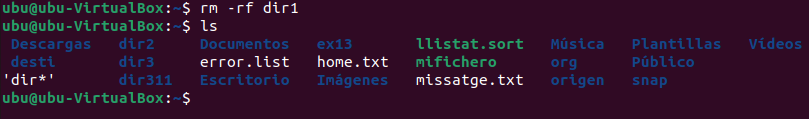 ubu@ubu-VirtualBox:~$ rm -rf dir1
ubu@ubu-VirtualBox:~$ ls
Descargas dir2 Documentos ex13 llistat.sort Música Plantillas Vídeos
desti dir3 error.list home.txt mifichero org Público
'dir*' dir311 Escritorio Imágenes missatge.txt origen snap
ubu@ubu-VirtualBox:~$